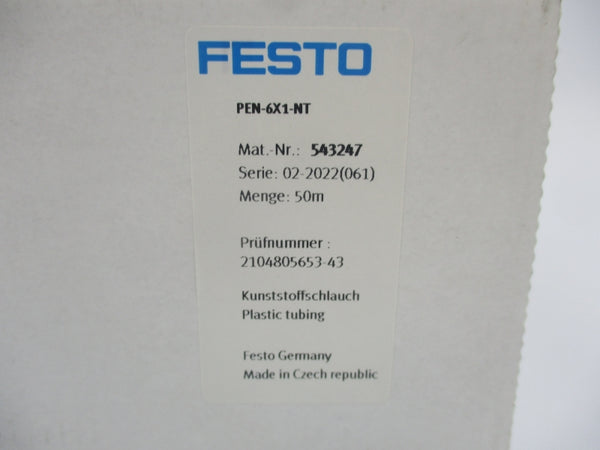 FESTO
PEN-6X1-NT
Mat.-Nr.: 543247
Serie: 02-2022(061)
Menge: 50m
Prüfnummer :
2104805653-43
Kunststoffschlauch
Plastic tubing
Festo Germany
Made in Czech republic